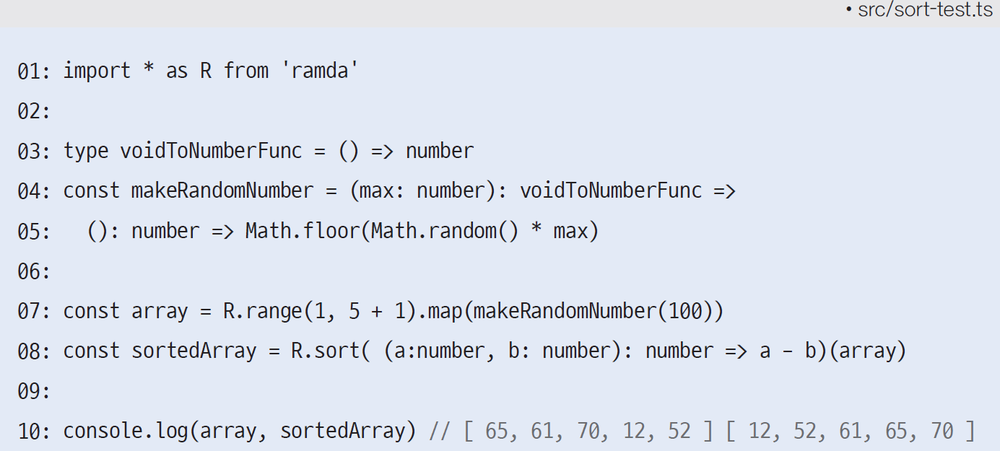 • src/sort-test.ts
01: import * as R from 'ramda'
02:
03: type voidToNumberFunc = () => number
04: const makeRandomNumber = (max: number): voidToNumberFunc =>
05:   (): number => Math.floor(Math.random() * max)
06:
07: const array = R.range(1, 5 + 1).map(makeRandomNumber(100))
08: const sortedArray = R.sort( (a:number, b: number): number => a - b)(array)
09:
10: console.log(array, sortedArray) // [ 65, 61, 70, 12, 52 ] [ 12, 52, 61, 65, 70 ]